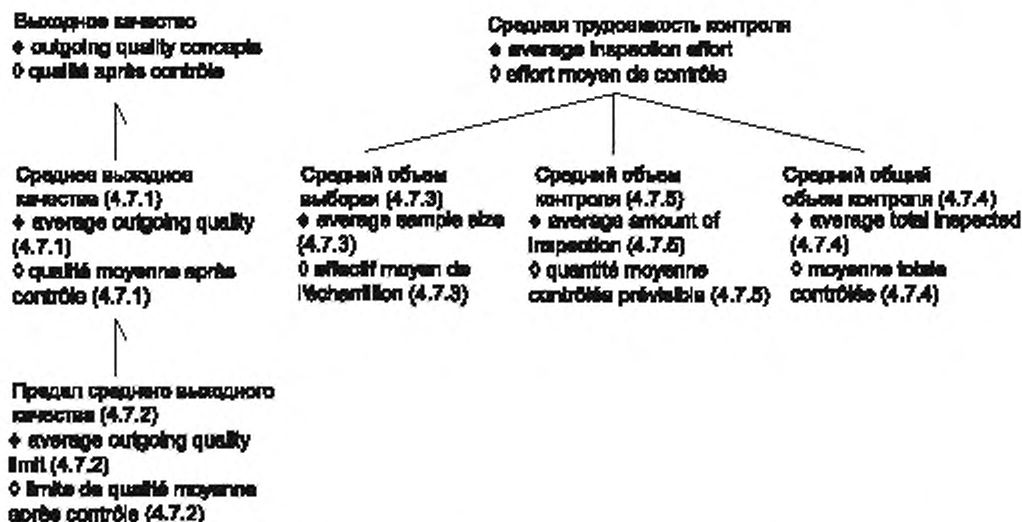 Выходное качество
♦ outgoing quality concepts
◊ qualité après contrôle
Средняя трудоемкость контроля
♦ average inspection effort
◊ effort moyen de contrôle
Среднее выходное
качества (4.7.1)
♦ average outgoing quality
(4.7.1)
◊ qualité moyenne après
contrôle (4.7.1)
Средний объем
выборки (4.7.3)
♦ average sample size
(4.7.3)
◊ effectif moyen de
l'échantillon (4.7.3)
Средний объем
контроля (4.7.5)
♦ average amount of
inspection (4.7.5)
◊ quantité moyenne
contrôlée prévisible (4.7.5)
Средний общий
объем контроля (4.7.4)
♦ average total inspected
(4.7.4)
◊ moyenne totale
contrôlée (4.7.4)
Предел среднего выходного
качества (4.7.2)
♦ average outgoing quality
limit (4.7.2)
◊ limite de qualité moyenne
après contrôle (4.7.2)